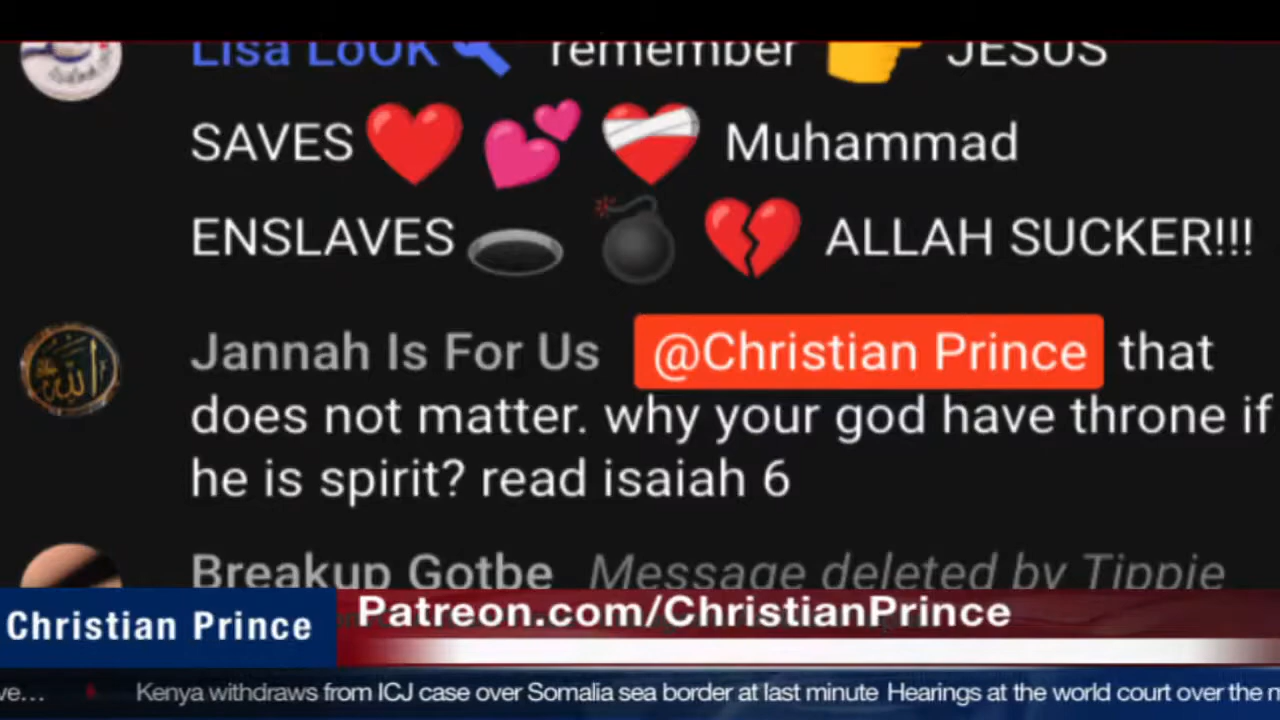 Lisa LoOK remember JESUS
SAVES Muhammad
ENSLAVES ALLAH SUCKER!!!
Jannah Is For Us @Christian Prince that
does not matter. why your god have throne if
he is spirit? read isaiah 6
Breakup Gotbe Message deleted by Tippie
Christian Prince Patreon.com/ChristianPrince
ve... Kenya withdraws from ICJ case over Somalia sea border at last minute Hearings at the world court over the